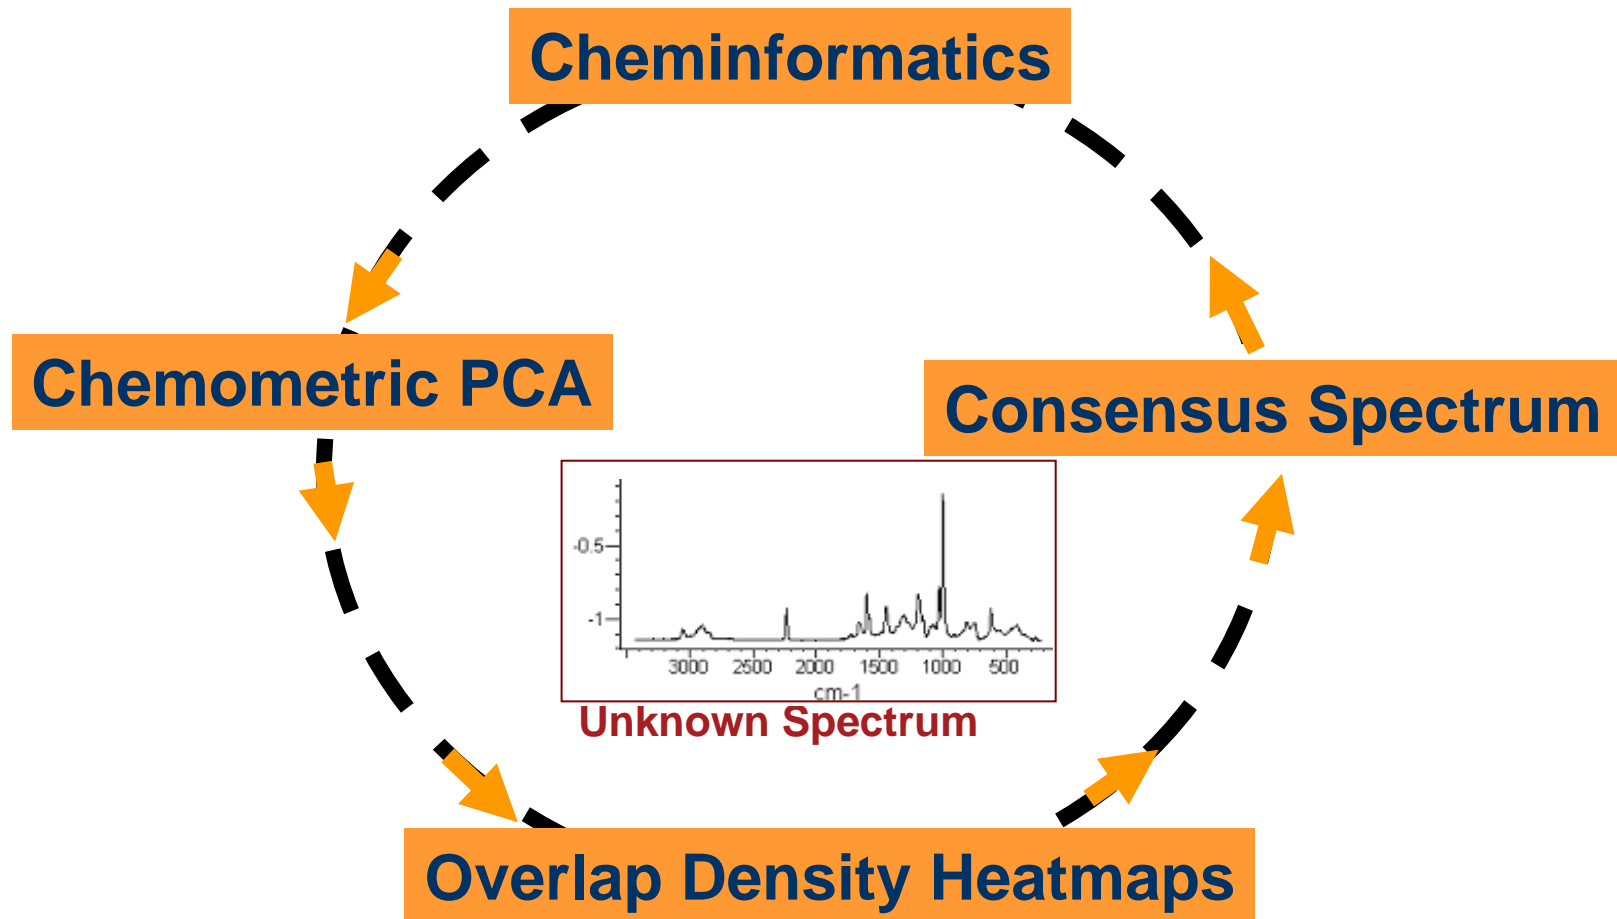 Cheminformatics
Chemometric PCA
Consensus Spectrum
-0.5
-1
3000 2500 2000 1500 1000 500
cm-1
Unknown Spectrum
Overlap Density Heatmaps